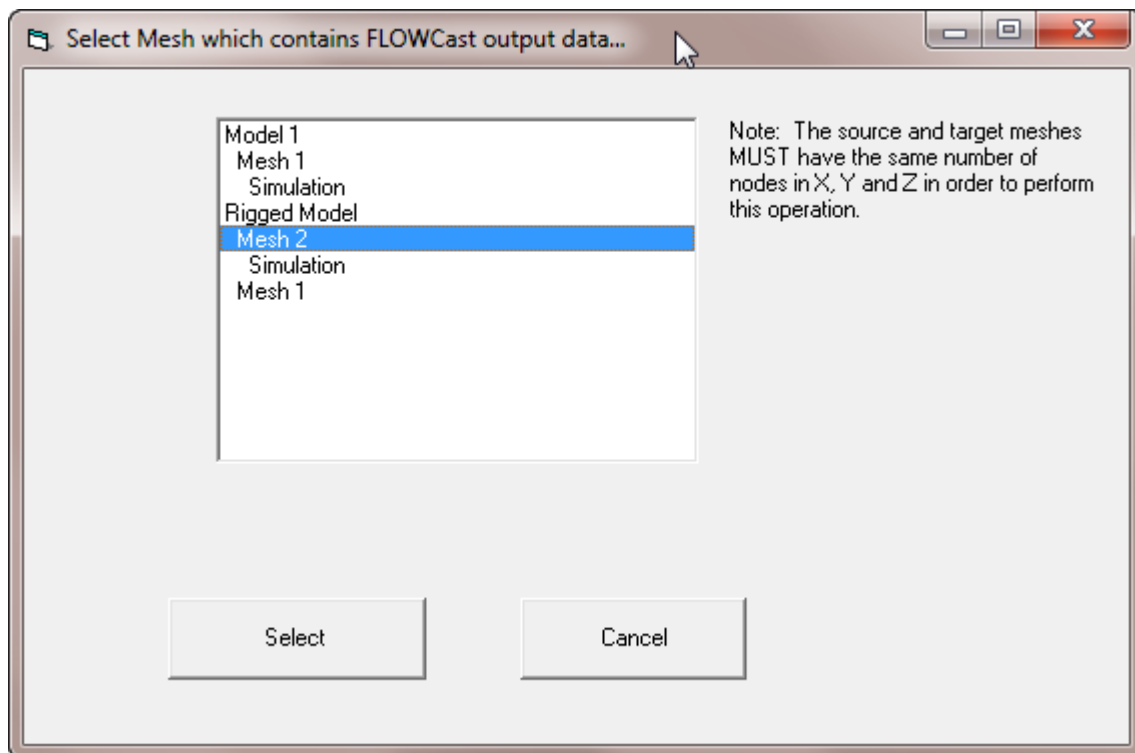 Select Mesh which contains FLOWCast output data...
Model 1
Mesh 1
Simulation
Rigged Model
Mesh 2
Simulation
Mesh 1
Note: The source and target meshes
MUST have the same number of
nodes in X, Y and Z in order to perform
this operation.
Select
Cancel